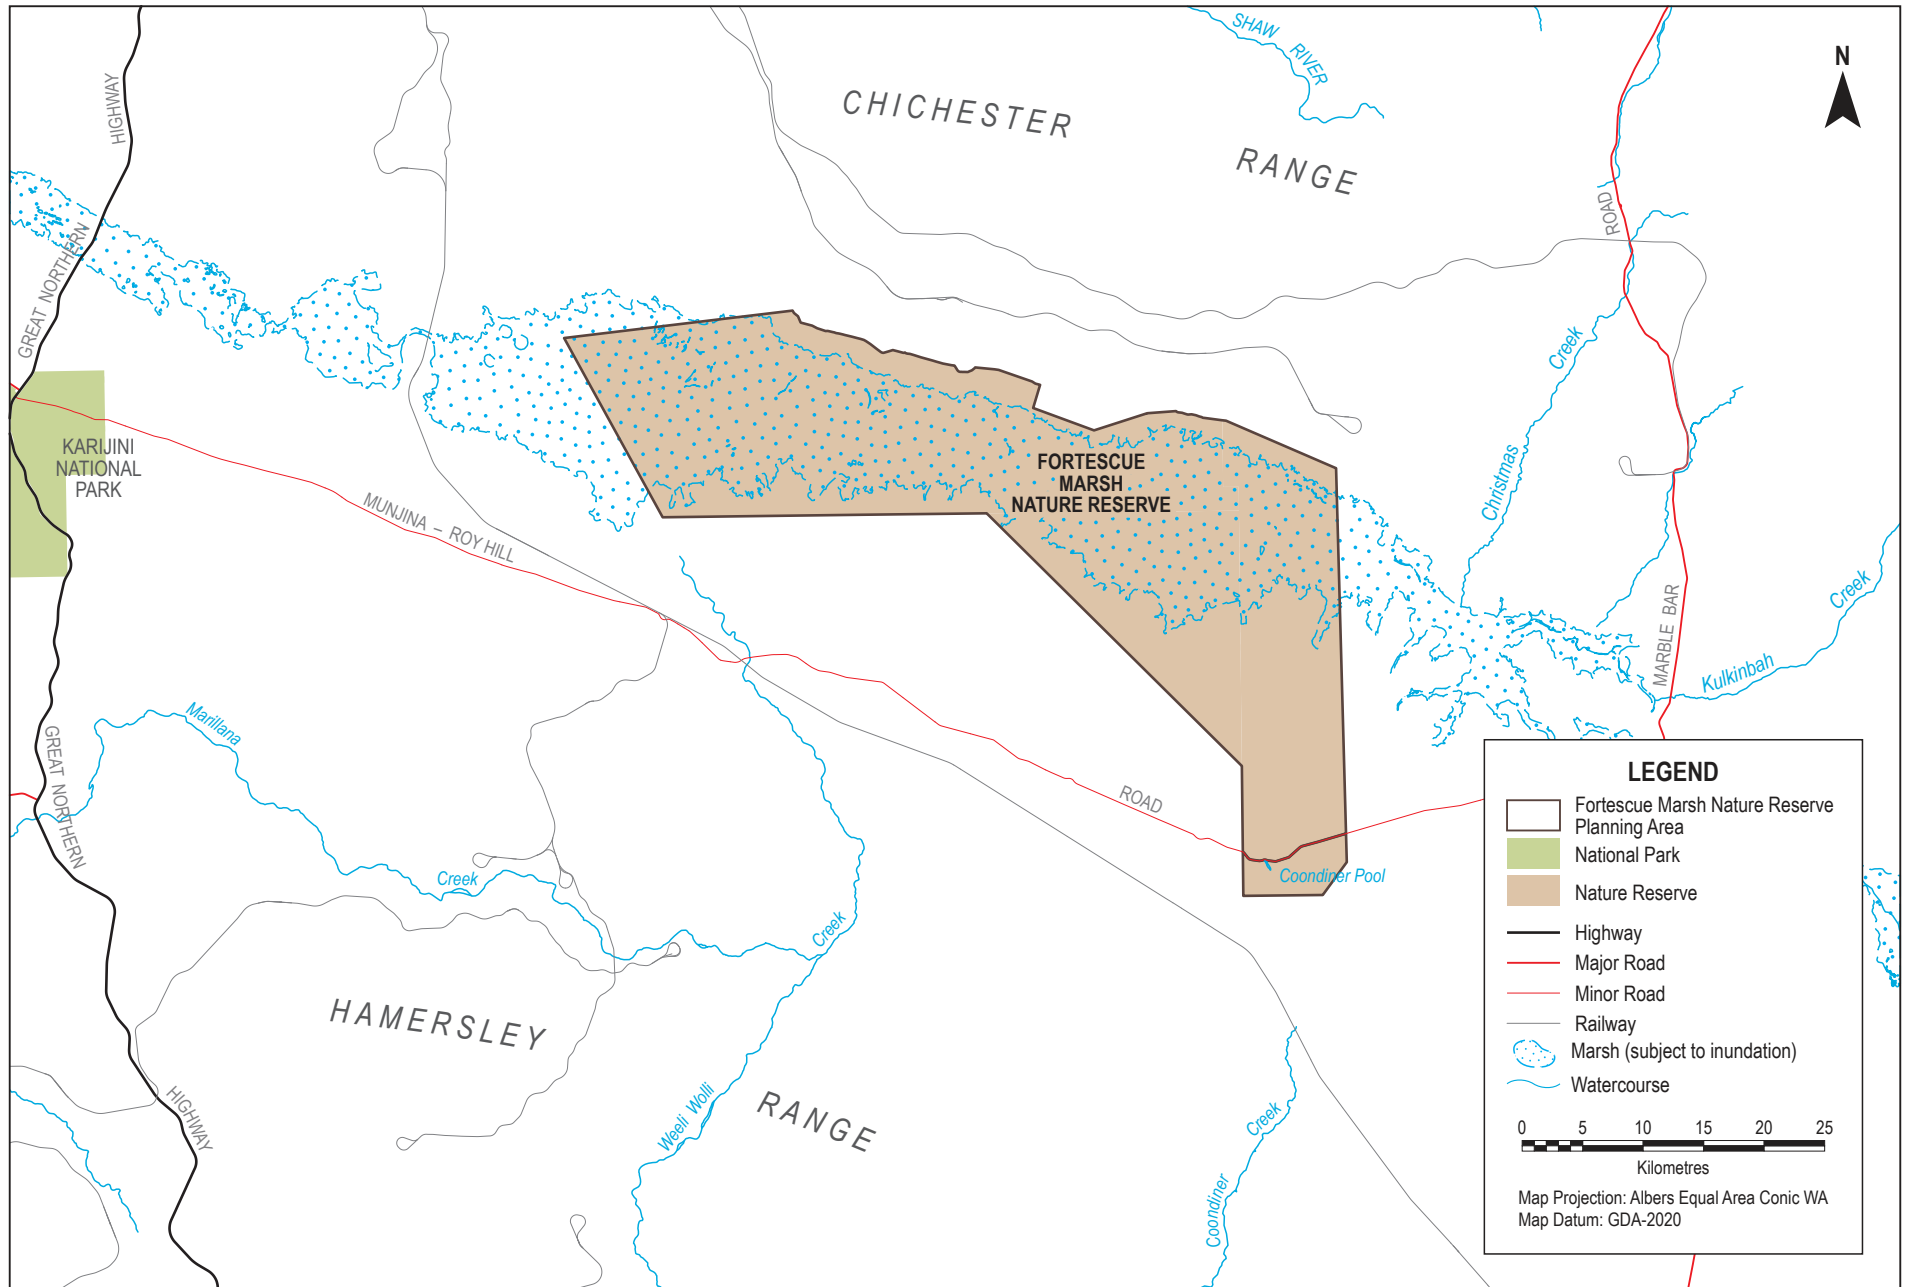 SHAW RIVER
N
HIGHWAY
CHICHESTER
RANGE
ROAD
GREAT NORTHERN
Creek
KARIJINI
NATIONAL
PARK
FORTESCUE
MARSH
NATURE RESERVE
Christmas
MUNJINA – ROY HILL
Creek
MARBLE BAR
Kulkinbah
Marillana
GREAT NORTHERN
ROAD
Coondiner Pool
Creek
Creek
HAMERSLEY
RANGE
HIGHWAY
Weeli Wolli
Creek
Coondiner
LEGEND
Fortescue Marsh Nature Reserve
Planning Area
National Park
Nature Reserve
Highway
Major Road
Minor Road
Railway
Marsh (subject to inundation)
Watercourse
0 5 10 15 20 25
Kilometres
Map Projection: Albers Equal Area Conic WA
Map Datum: GDA-2020